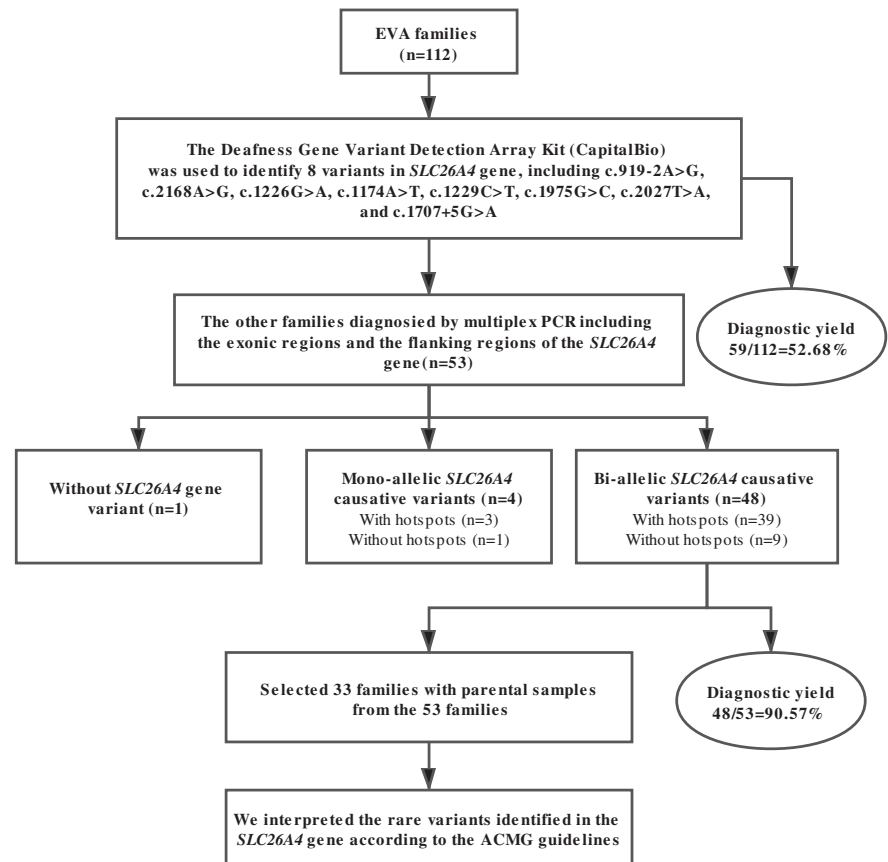 EVA families
(n=112)
The Deafness Gene Variant Detection Array Kit (CapitalBio)
was used to identify 8 variants in SLC26A4 gene, including c.919-2A>G,
c.2168A>G, c.1226G>A, c.1174A>T, c.1229C>T, c.1975G>C, c.2027T>A,
and c.1707+5G>A
The other families diagnosied by multiplex PCR including
the exonic regions and the flanking regions of the SLC26A4
gene(n=53)
Diagnostic yield
59/112=52.68%
Without SLC26A4 gene
variant (n=1)
Mono-allelic SLC26A4
causative variants (n=4)
With hotspots (n=3)
Without hotspots (n=1)
Bi-allelic SLC26A4 causative
variants (n=48)
With hotspots (n=39)
Without hotspots (n=9)
Selected 33 families with parental samples
from the 53 families
Diagnostic yield
48/53=90.57%
We interpreted the rare variants identified in the
SLC26A4 gene according to the ACMG guidelines